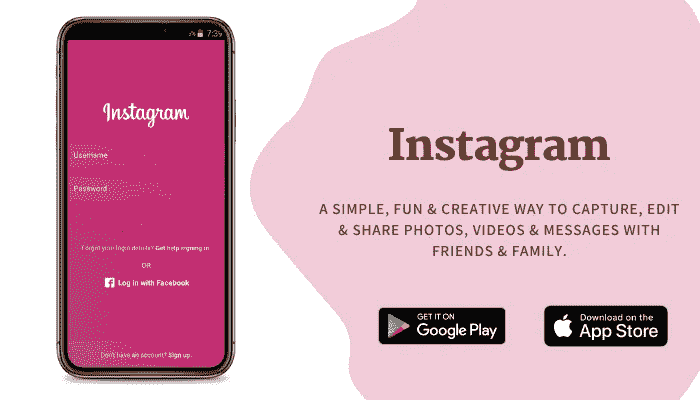 7:39
Instagram
Username
Password
Forgot your login details? Get help signing in.
OR
Log in with Facebook
Don't have an account? Sign up.
Instagram
A SIMPLE, FUN & CREATIVE WAY TO CAPTURE, EDIT
& SHARE PHOTOS, VIDEOS & MESSAGES WITH
FRIENDS & FAMILY.
GET IT ON
Google Play
Download on the
App Store